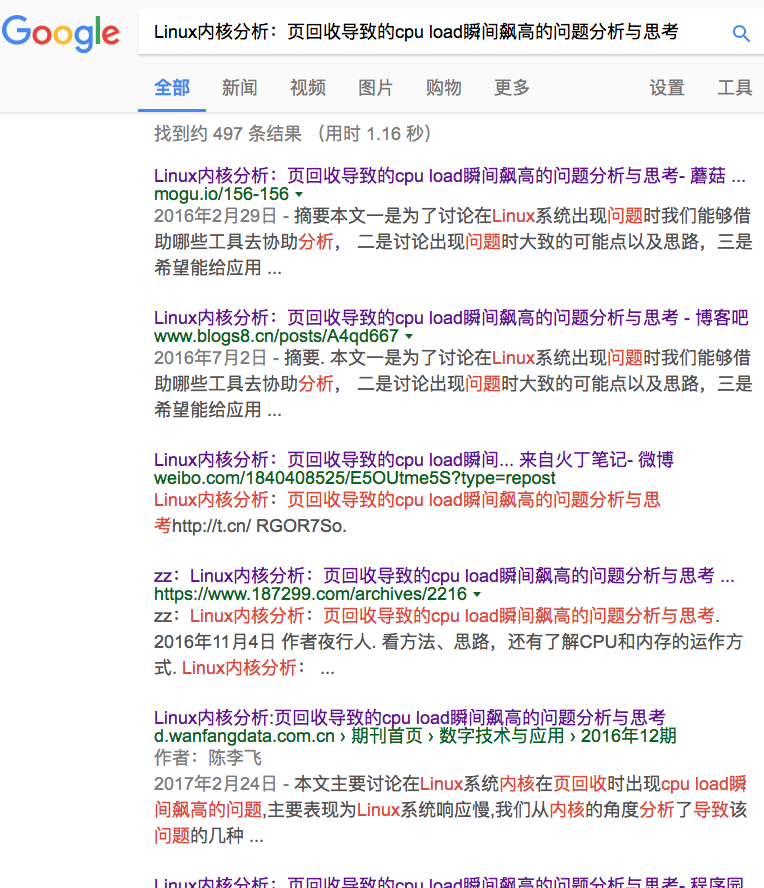 Google
Linux内核分析：页回收导致的cpu load瞬间飙高的问题分析与思考
全部 新闻 视频 图片 购物 更多 设置 工具
找到约 497 条结果 （用时 1.16 秒）
Linux内核分析：页回收导致的cpu load瞬间飙高的问题分析与思考- 蘑菇 ...
mogu.io/156-156
2016年2月29日 - 摘要本文一是为了讨论在Linux系统出现问题时我们能够借
助哪些工具去协助分析， 二是讨论出现问题时大致的可能点以及思路，三是
希望能给应用 ...
Linux内核分析：页回收导致的cpu load瞬间飙高的问题分析与思考 - 博客吧
www.blogs8.cn/posts/A4qd667
2016年7月2日 - 摘要. 本文一是为了讨论在Linux系统出现问题时我们能够借
助哪些工具去协助分析， 二是讨论出现问题时大致的可能点以及思路，三是
希望能给应用 ...
Linux内核分析：页回收导致的cpu load瞬间... 来自火丁笔记- 微博
weibo.com/1840408525/E5OUtme5S?type=repost
Linux内核分析：页回收导致的cpu load瞬间飙高的问题分析与思
考http://t.cn/ RGOR7So.
zz：Linux内核分析：页回收导致的cpu load瞬间飙高的问题分析与思考 ...
https://www.187299.com/archives/2216
zz：Linux内核分析：页回收导致的cpu load瞬间飙高的问题分析与思考.
2016年11月4日 作者夜行人. 看方法、思路，还有了解CPU和内存的运作方
式. Linux内核分析： ...
Linux内核分析:页回收导致的cpu load瞬间飙高的问题分析与思考
d.wanfangdata.com.cn › 期刊首页 › 数字技术与应用 › 2016年12期
作者：陈李飞
2017年2月24日 - 本文主要讨论在Linux系统内核在页回收时出现cpu load瞬
间飙高的问题,主要表现为Linux系统响应慢,我们从内核的角度分析了导致该
问题的几种 ...
Linux内核分析：页回收导致的cpu load瞬间飙高的问题分析与思考- 程序园